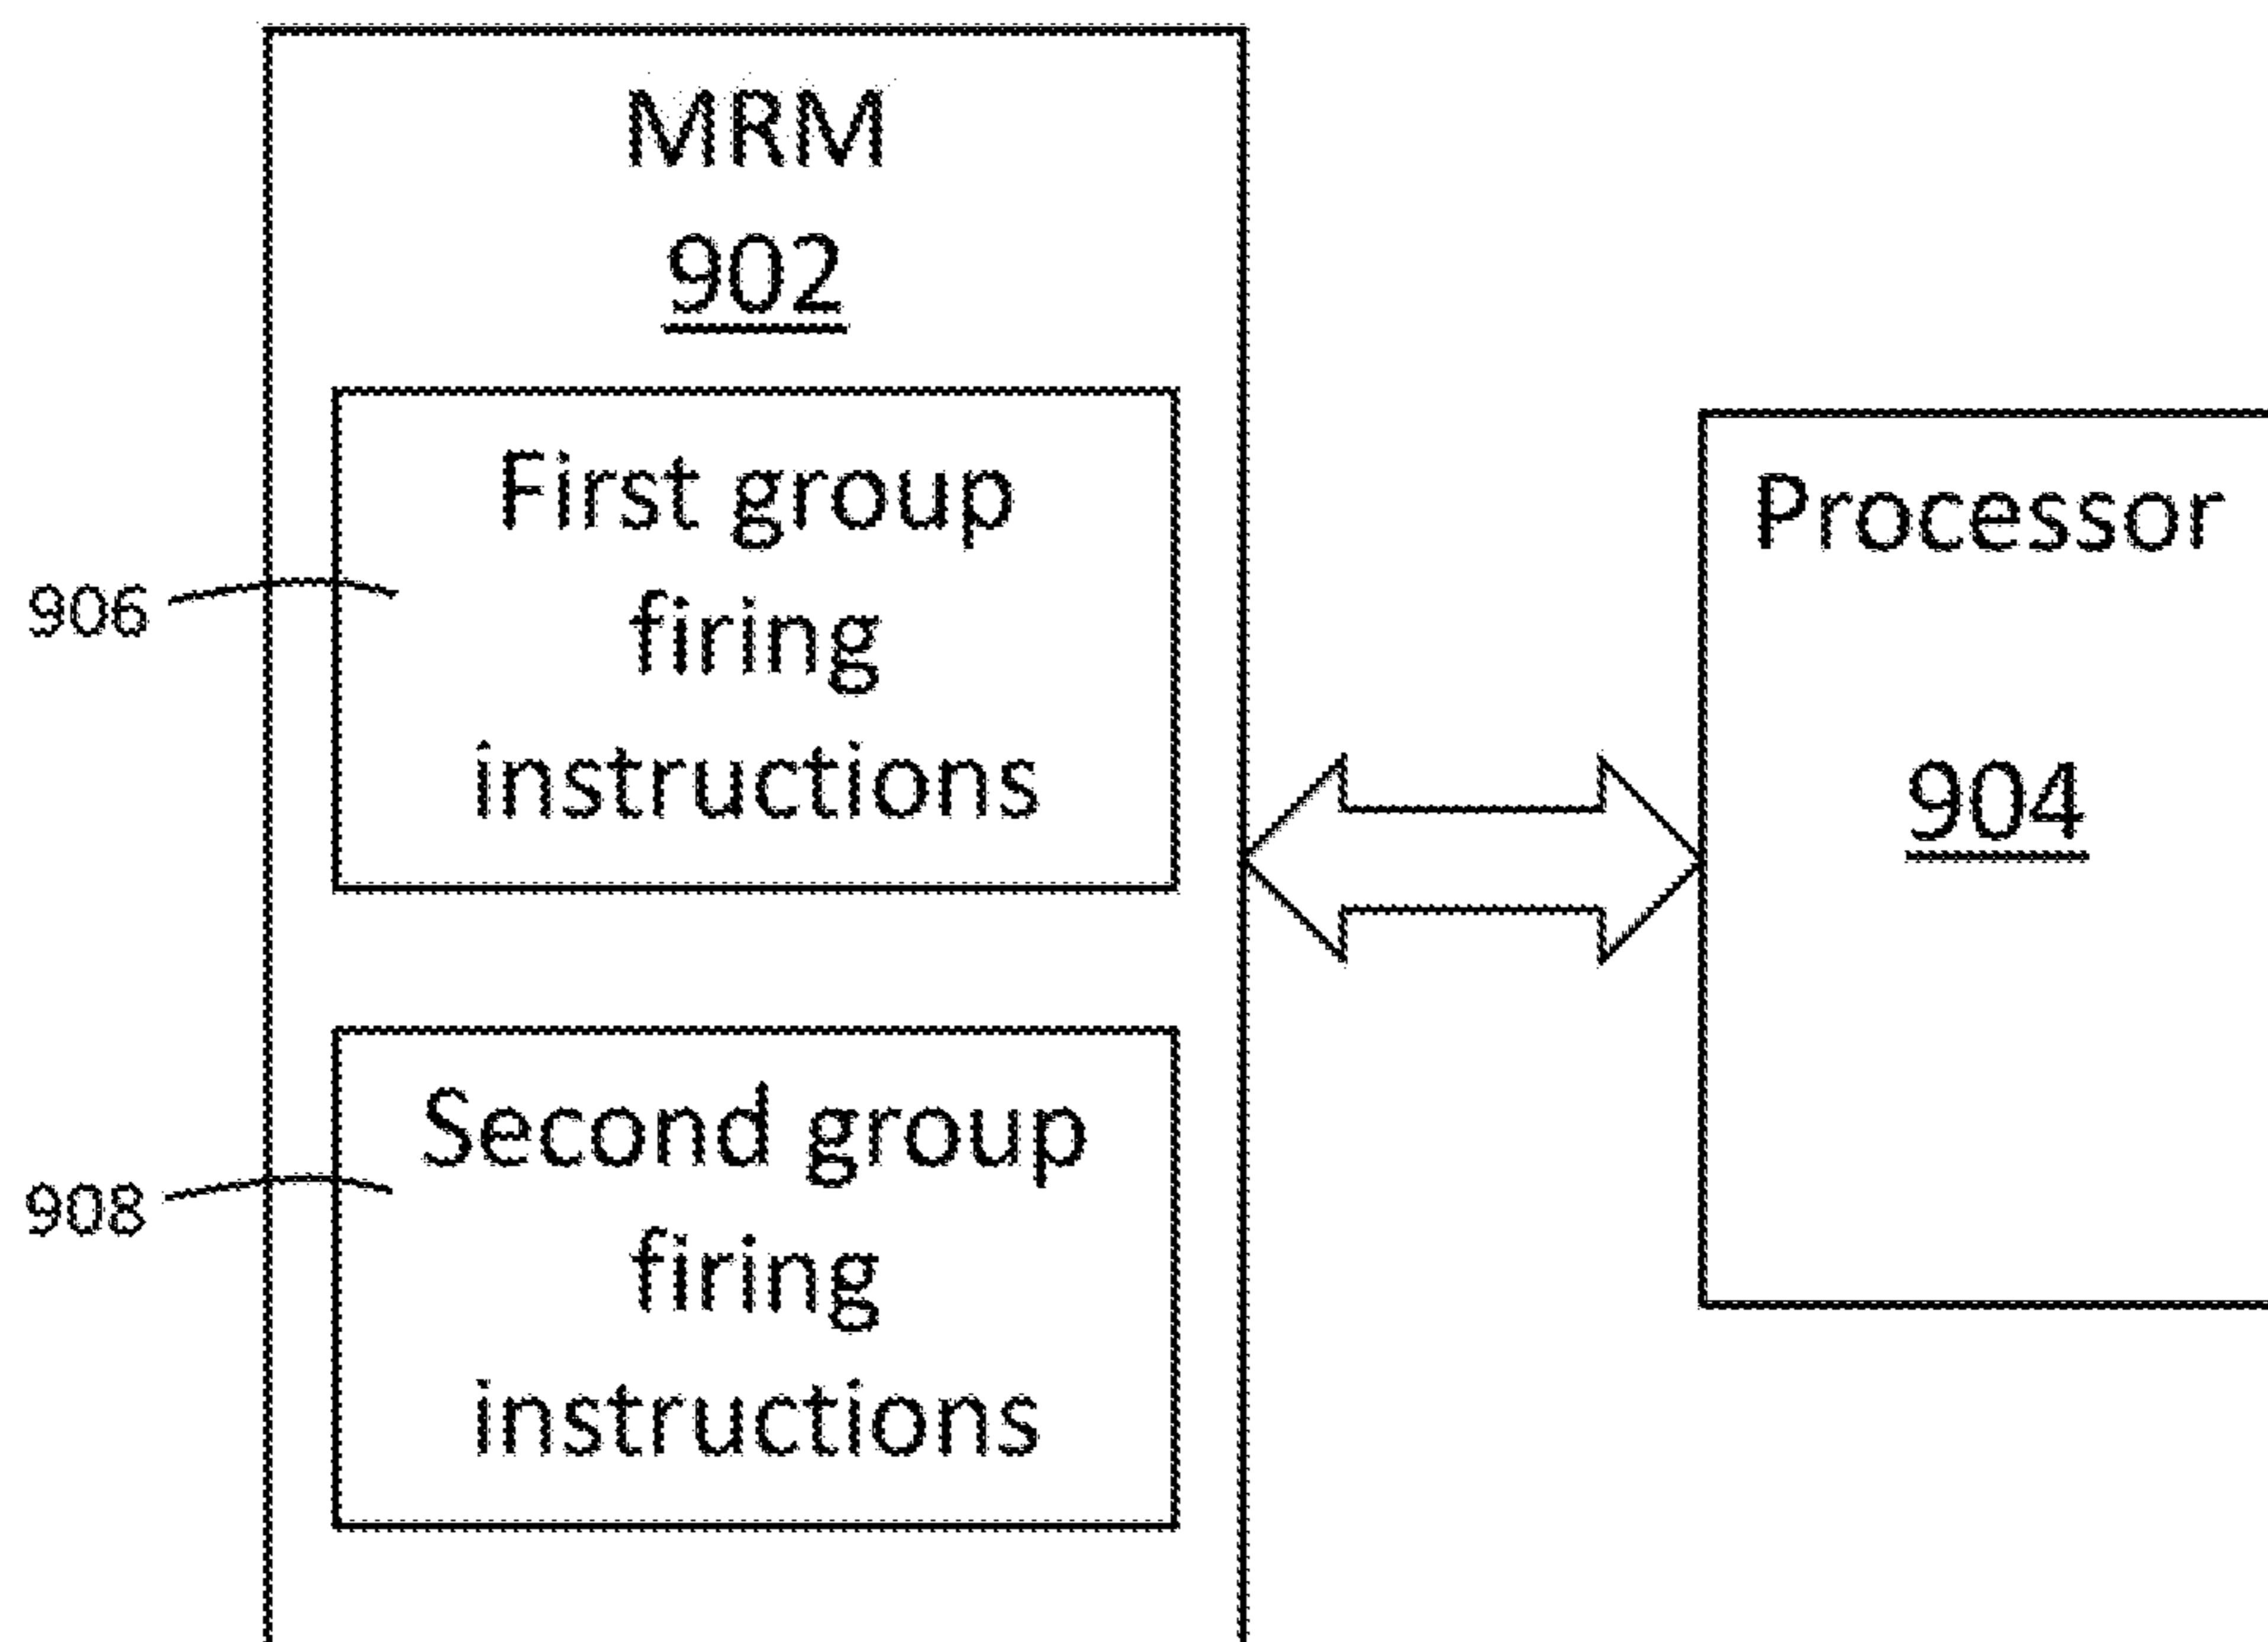 MRM
902
906
First group
firing
instructions
908
Second group
firing
instructions
Processor
904